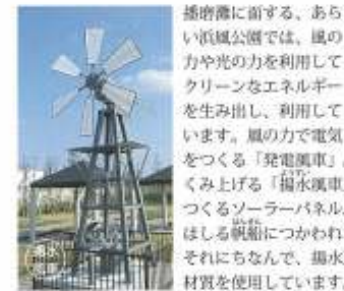 播磨灘に面する、あら
い浜風公園では、風の
力や光の力を利用して
クリーンなエネルギー
を生み出し、利用して
います。風の力で電気
をつくる「発電風車」
くみ上げる「揚水風車
つくるソーラーパネル
はしる帆船につかわれ
それにちなんで、揚水
材質を使用しています